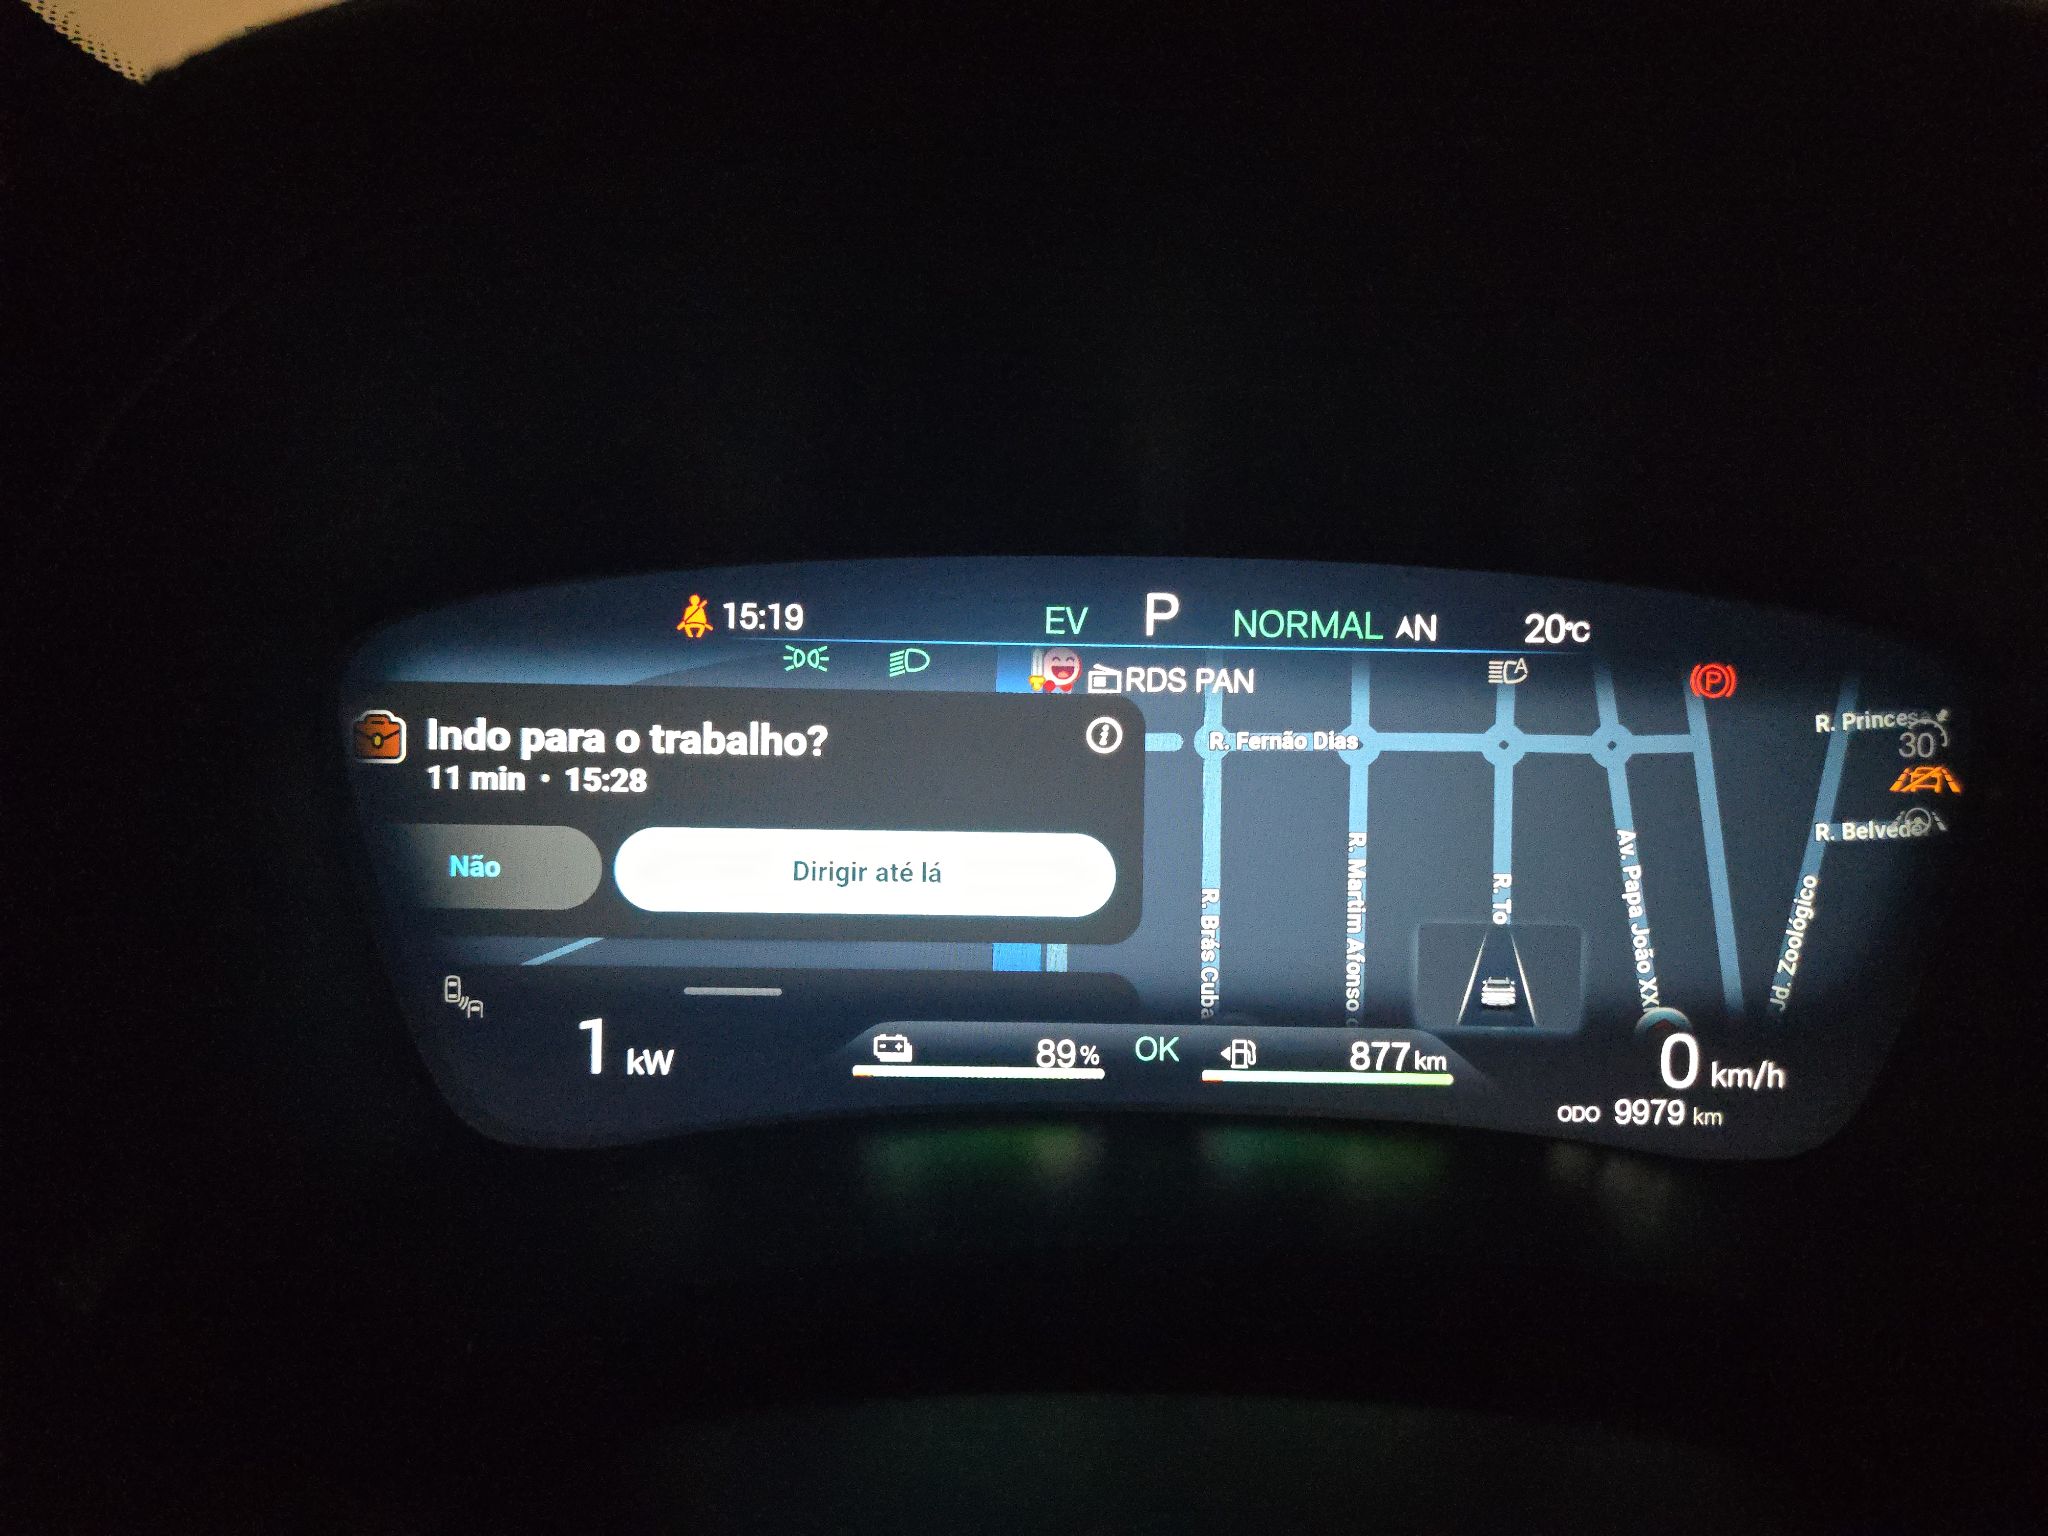 15:19
EV
P
NORMAL
AN
20°C
RDS PAN
A
P
Indo para o trabalho?
i
11 min • 15:28
R. Fernão Dias
30
Não
Dirigir até lá
R. Brás Cuba
R. Martim Afonso
R. To
Av. Papa João XX
Jd. Zoológico
1 kW
89%
OK
877 km
0 km/h
ODO 9979 km